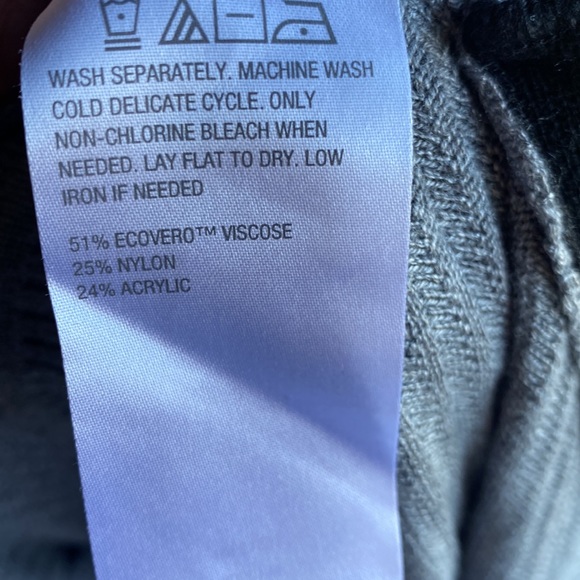 WASH SEPARATELY. MACHINE WASH
COLD DELICATE CYCLE. ONLY
NON-CHLORINE BLEACH WHEN
NEEDED. LAY FLAT TO DRY. LOW
IRON IF NEEDED
51% ECOVERO™ VISCOSE
25% NYLON
24% ACRYLIC